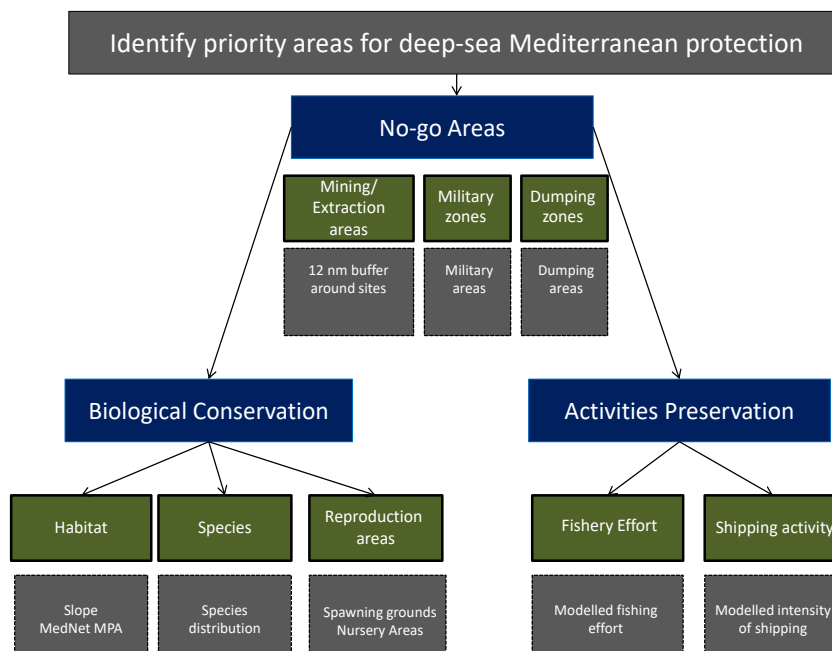 Identify priority areas for deep-sea Mediterranean protection
No-go Areas
Mining/
Extraction
areas
Military
zones
Dumping
zones
12 nm buffer
around sites
Military
areas
Dumping
areas
Biological Conservation
Activities Preservation
Habitat
Species
Reproduction
areas
Fishery Effort
Shipping activity
Slope
MedNet MPA
Species
distribution
Spawning grounds
Nursery Areas
Modelled fishing
effort
Modelled intensity
of shipping